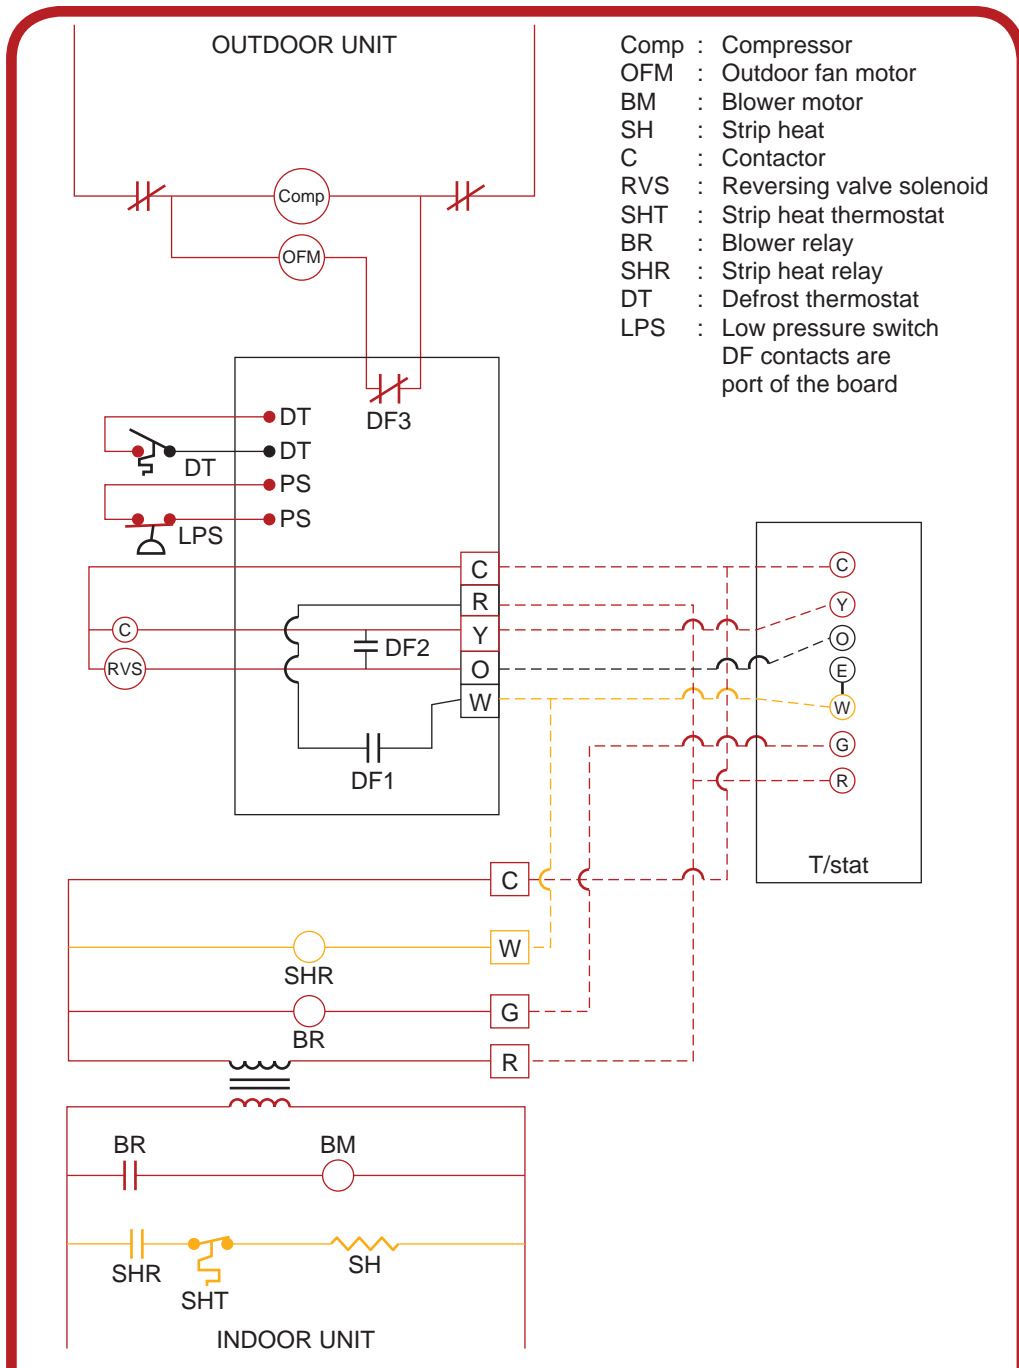 OUTDOOR UNIT
Comp : Compressor
OFM : Outdoor fan motor
BM : Blower motor
SH : Strip heat
C : Contactor
RVS : Reversing valve solenoid
SHT : Strip heat thermostat
BR : Blower relay
SHR : Strip heat relay
DT : Defrost thermostat
LPS : Low pressure switch
DF contacts are
port of the board
Comp
OFM
DF3
DT
DT
DT
PS
PS
LPS
C
R
Y
O
W
C
RVS
DF2
DF1
C
Y
O
E
W
G
R
T/stat
C
W
SHR
G
BR
R
BR
BM
SHR
SHT
SH
INDOOR UNIT